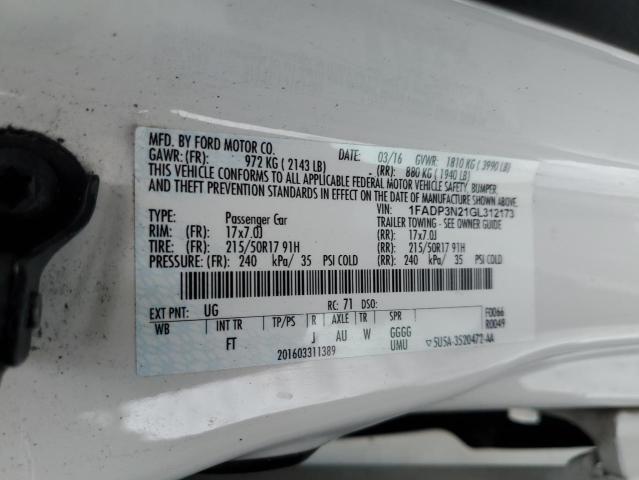 MFD. BY FORD MOTOR CO.
DATE: 03/16 GVWR: 1810 KG ( 3990 LB)
GAWR: (FR): 972 KG ( 2143 LB) (RR): 880 KG ( 1940 LB)
THIS VEHICLE CONFORMS TO ALL APPLICABLE FEDERAL MOTOR VEHICLE SAFETY, BUMPER,
AND THEFT PREVENTION STANDARDS IN EFFECT ON THE DATE OF MANUFACTURE SHOWN ABOVE.
VIN: 1FADP3N21GL312173
TYPE: Passenger Car TRAILER TOWING - SEE OWNER GUIDE
RIM: (FR): 17x7.0J (RR): 17x7.0J
TIRE: (FR): 215/50R17 91H (RR): 215/50R17 91H
PRESSURE: (FR): 240 kPa/ 35 PSI COLD (RR): 240 kPa/ 35 PSI COLD
EXT PNT: UG RC: 71 DSO: F0066
WB INT TR TP/PS R AXLE TR SPR R0049
FT J AU W GGGG
UMU
201603311389 ▽ 5U5A-3520472-AA